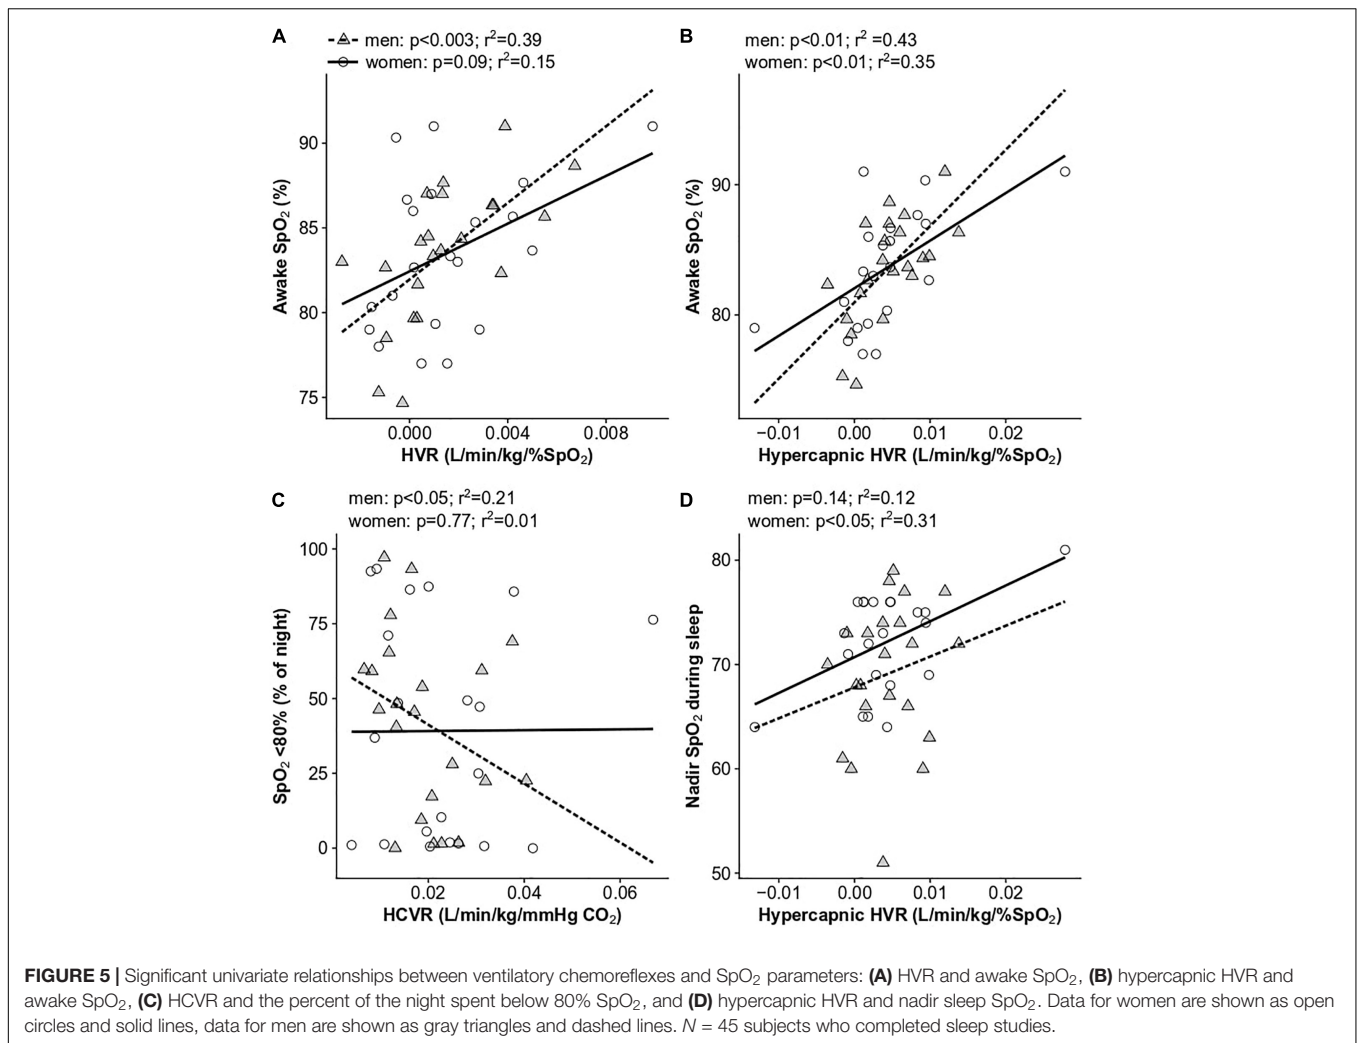 A
men: p<0.003; r²=0.39
women: p=0.09; r²=0.15
Awake SpO₂ (%)
90
85
80
75
0.000 0.004 0.008
HVR (L/min/kg/%SpO₂)
B
men: p<0.01; r² =0.43
women: p<0.01; r²=0.35
Awake SpO₂ (%)
90
80
−0.01 0.00 0.01 0.02
Hypercapnic HVR (L/min/kg/%SpO₂)
C
men: p<0.05; r²=0.21
women: p=0.77; r²=0.01
SpO₂ <80% (% of night)
100
75
50
25
0
0.02 0.04 0.06
HCVR (L/min/kg/mmHg CO₂)
D
men: p=0.14; r²=0.12
women: p<0.05; r²=0.31
Nadir SpO₂ during sleep
80
70
60
50
−0.01 0.00 0.01 0.02
Hypercapnic HVR (L/min/kg/%SpO₂)
FIGURE 5 | Significant univariate relationships between ventilatory chemoreflexes and SpO₂ parameters: (A) HVR and awake SpO₂, (B) hypercapnic HVR and
awake SpO₂, (C) HCVR and the percent of the night spent below 80% SpO₂, and (D) hypercapnic HVR and nadir sleep SpO₂. Data for women are shown as open
circles and solid lines, data for men are shown as gray triangles and dashed lines. N = 45 subjects who completed sleep studies.